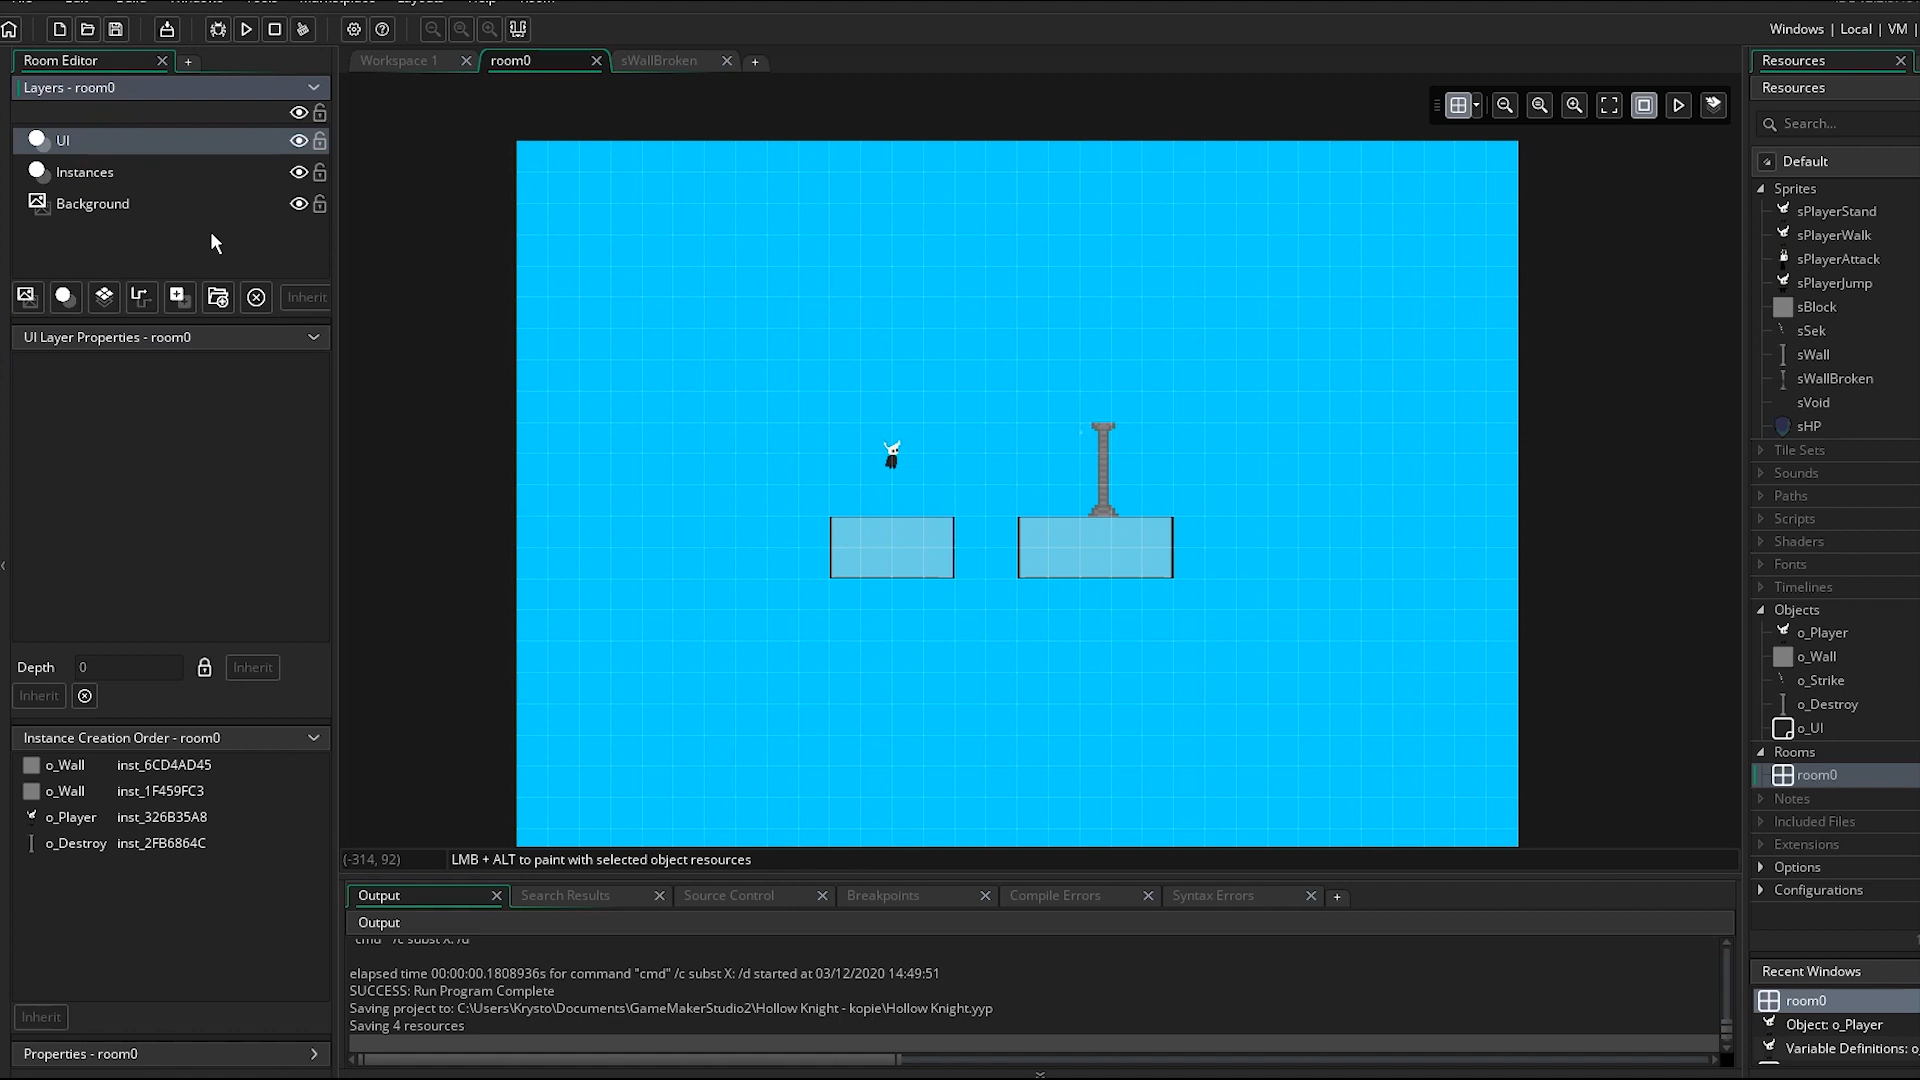 Windows | Local | VM |
Room Editor
Workspace 1
room0
sWallBroken
Resources
Layers - room0
Resources
Search...
UI
Instances
Background
Default
Sprites
sPlayerStand
sPlayerWalk
sPlayerAttack
sPlayerJump
sBlock
sSek
sWall
sWallBroken
sVoid
sHP
Tile Sets
Sounds
Paths
Scripts
Shaders
Fonts
Timelines
Objects
o_Player
o_Wall
o_Strike
o_Destroy
o_UI
Rooms
room0
Notes
Included Files
Extensions
Options
Configurations
Inherit
UI Layer Properties - room0
Depth 0 Inherit
Inherit
Instance Creation Order - room0
o_Wall inst_6CD4AD45
o_Wall inst_1F459FC3
o_Player inst_326B35A8
o_Destroy inst_2FB6864C
Inherit
Properties - room0
(-314, 92) LMB + ALT to paint with selected object resources
Output Search Results Source Control Breakpoints Compile Errors Syntax Errors
Output
"cmd" /c subst X: /d
elapsed time 00:00:00.1808936s for command "cmd" /c subst X: /d started at 03/12/2020 14:49:51
SUCCESS: Run Program Complete
Saving project to: C:\Users\Krysto\Documents\GameMakerStudio2\Hollow Knight - kopie\Hollow Knight.yyp
Saving 4 resources
Recent Windows
room0
Object: o_Player
Variable Definitions: o_